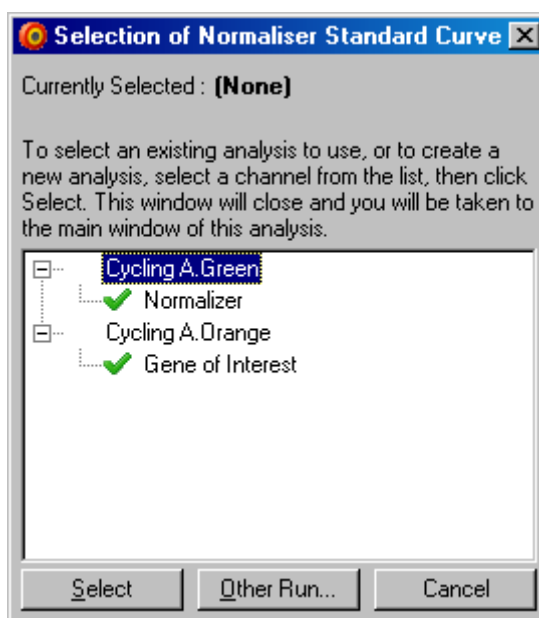 Selection of Normaliser Standard Curve
Currently Selected : (None)
To select an existing analysis to use, or to create a
new analysis, select a channel from the list, then click
Select. This window will close and you will be taken to
the main window of this analysis.
Cycling A.Green
Normalizer
Cycling A.Orange
Gene of Interest
Select Other Run... Cancel